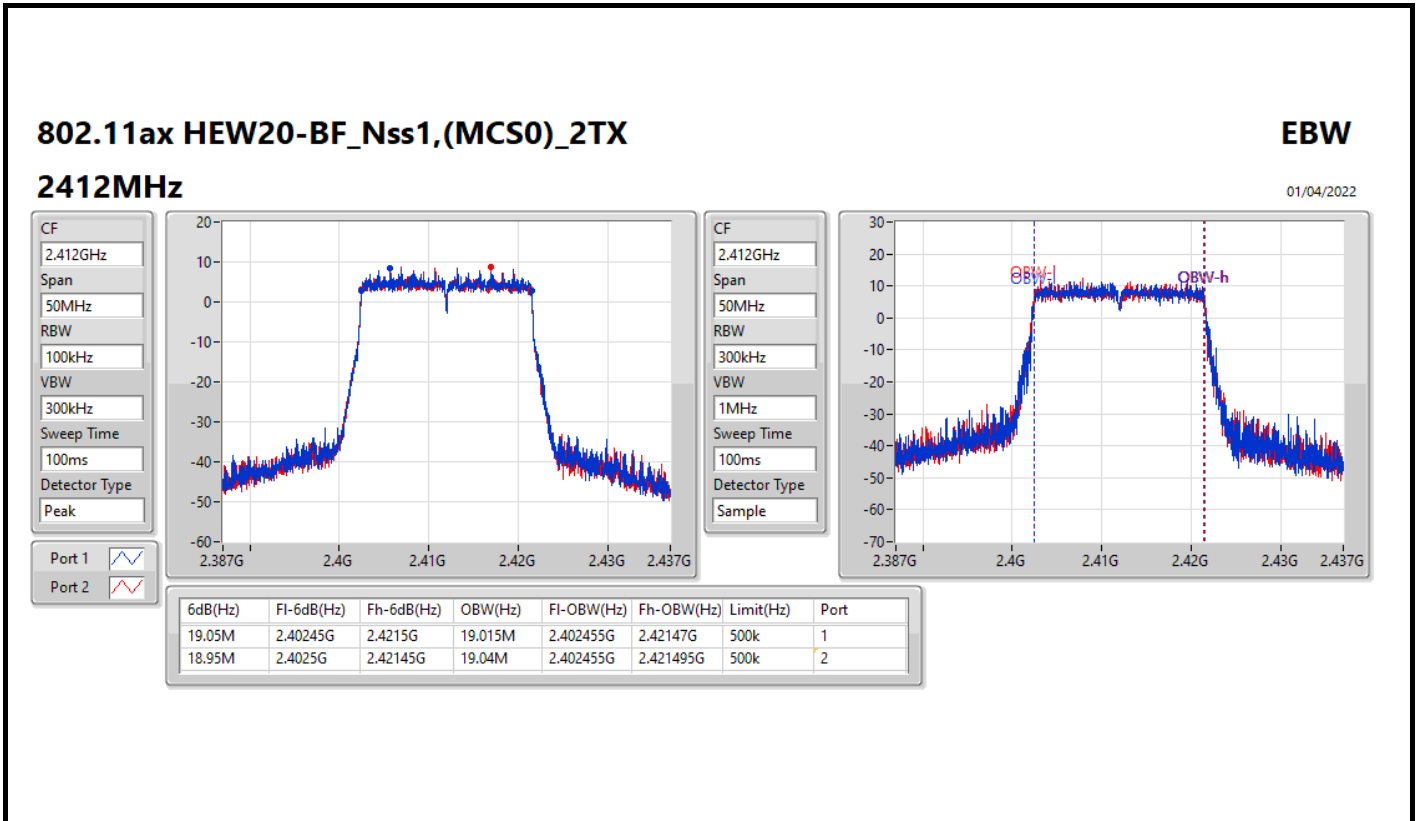 802.11ax HEW20-BF_Nss1,(MCS0)_2TX
EBW
2412MHz
01/04/2022
CF
2.412GHz
Span
50MHz
RBW
100kHz
VBW
300kHz
Sweep Time
100ms
Detector Type
Peak
Port 1
Port 2
20
10
0
-10
-20
-30
-40
-50
-60
2.387G 2.4G 2.41G 2.42G 2.43G 2.437G
CF
2.412GHz
Span
50MHz
RBW
300kHz
VBW
1MHz
Sweep Time
100ms
Detector Type
Sample
30
20
10
0
-10
-20
-30
-40
-50
-60
-70
OBW-l
OBW-l
OBW-h
2.387G 2.4G 2.41G 2.42G 2.43G 2.437G
6dB(Hz) Fl-6dB(Hz) Fh-6dB(Hz) OBW(Hz) Fl-OBW(Hz) Fh-OBW(Hz) Limit(Hz) Port
19.05M 2.40245G 2.4215G 19.015M 2.402455G 2.42147G 500k 1
18.95M 2.4025G 2.42145G 19.04M 2.402455G 2.421495G 500k 2